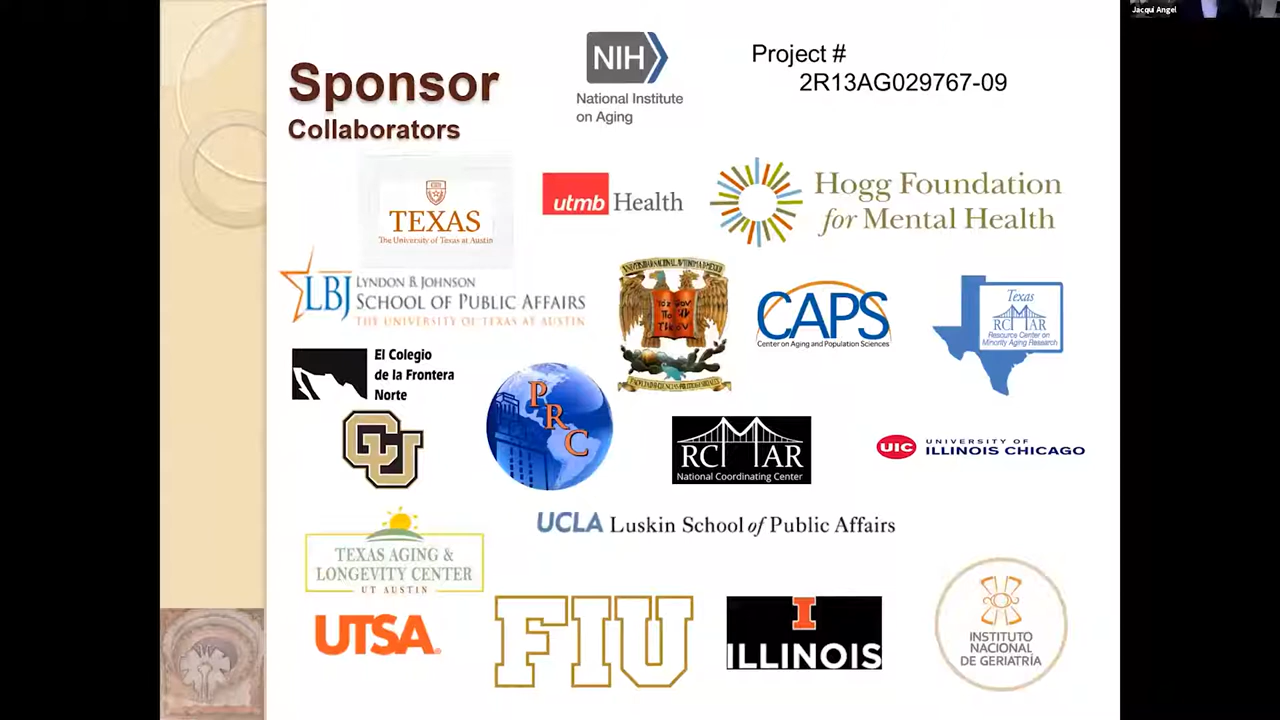 Jacqui Angel
Sponsor
Collaborators
NIH
National Institute
on Aging
Project #
2R13AG029767-09
TEXAS
The University of Texas at Austin
utmb Health
Hogg Foundation
for Mental Health
LBJ
LYNDON B. JOHNSON
SCHOOL OF PUBLIC AFFAIRS
THE UNIVERSITY OF TEXAS AT AUSTIN
CAPS
Center on Aging and Population Sciences
Texas
RCMAR
Resource Center on
Minority Aging Research
El Colegio
de la Frontera
Norte
PRC
CU
RCMAR
National Coordinating Center
UIC
UNIVERSITY OF
ILLINOIS CHICAGO
UCLA Luskin School of Public Affairs
TEXAS AGING &
LONGEVITY CENTER
UT AUSTIN
UTSA
FIU
I
ILLINOIS
INSTITUTO
NACIONAL
DE GERIATRÍA